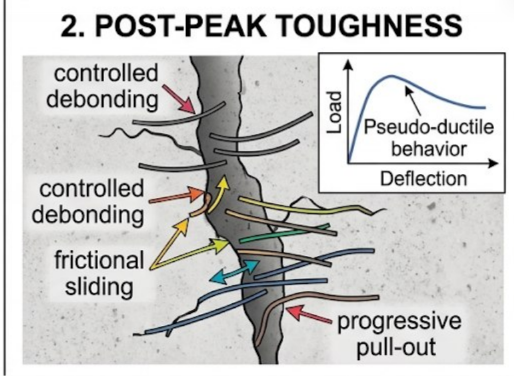 2. POST-PEAK TOUGHNESS
controlled
debonding
Load
Pseudo-ductile
behavior
Deflection
controlled
debonding
frictional
sliding
progressive
pull-out